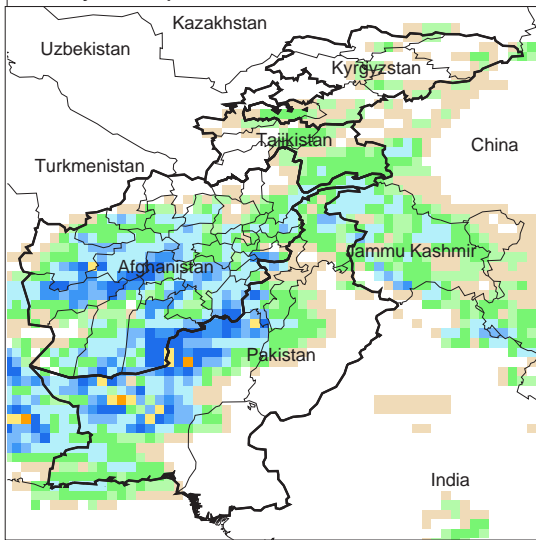 Kazakhstan
Uzbekistan
Kyrgyzstan
Tajikistan
China
Turkmenistan
Jammu Kashmir
Afghanistan
Pakistan
India